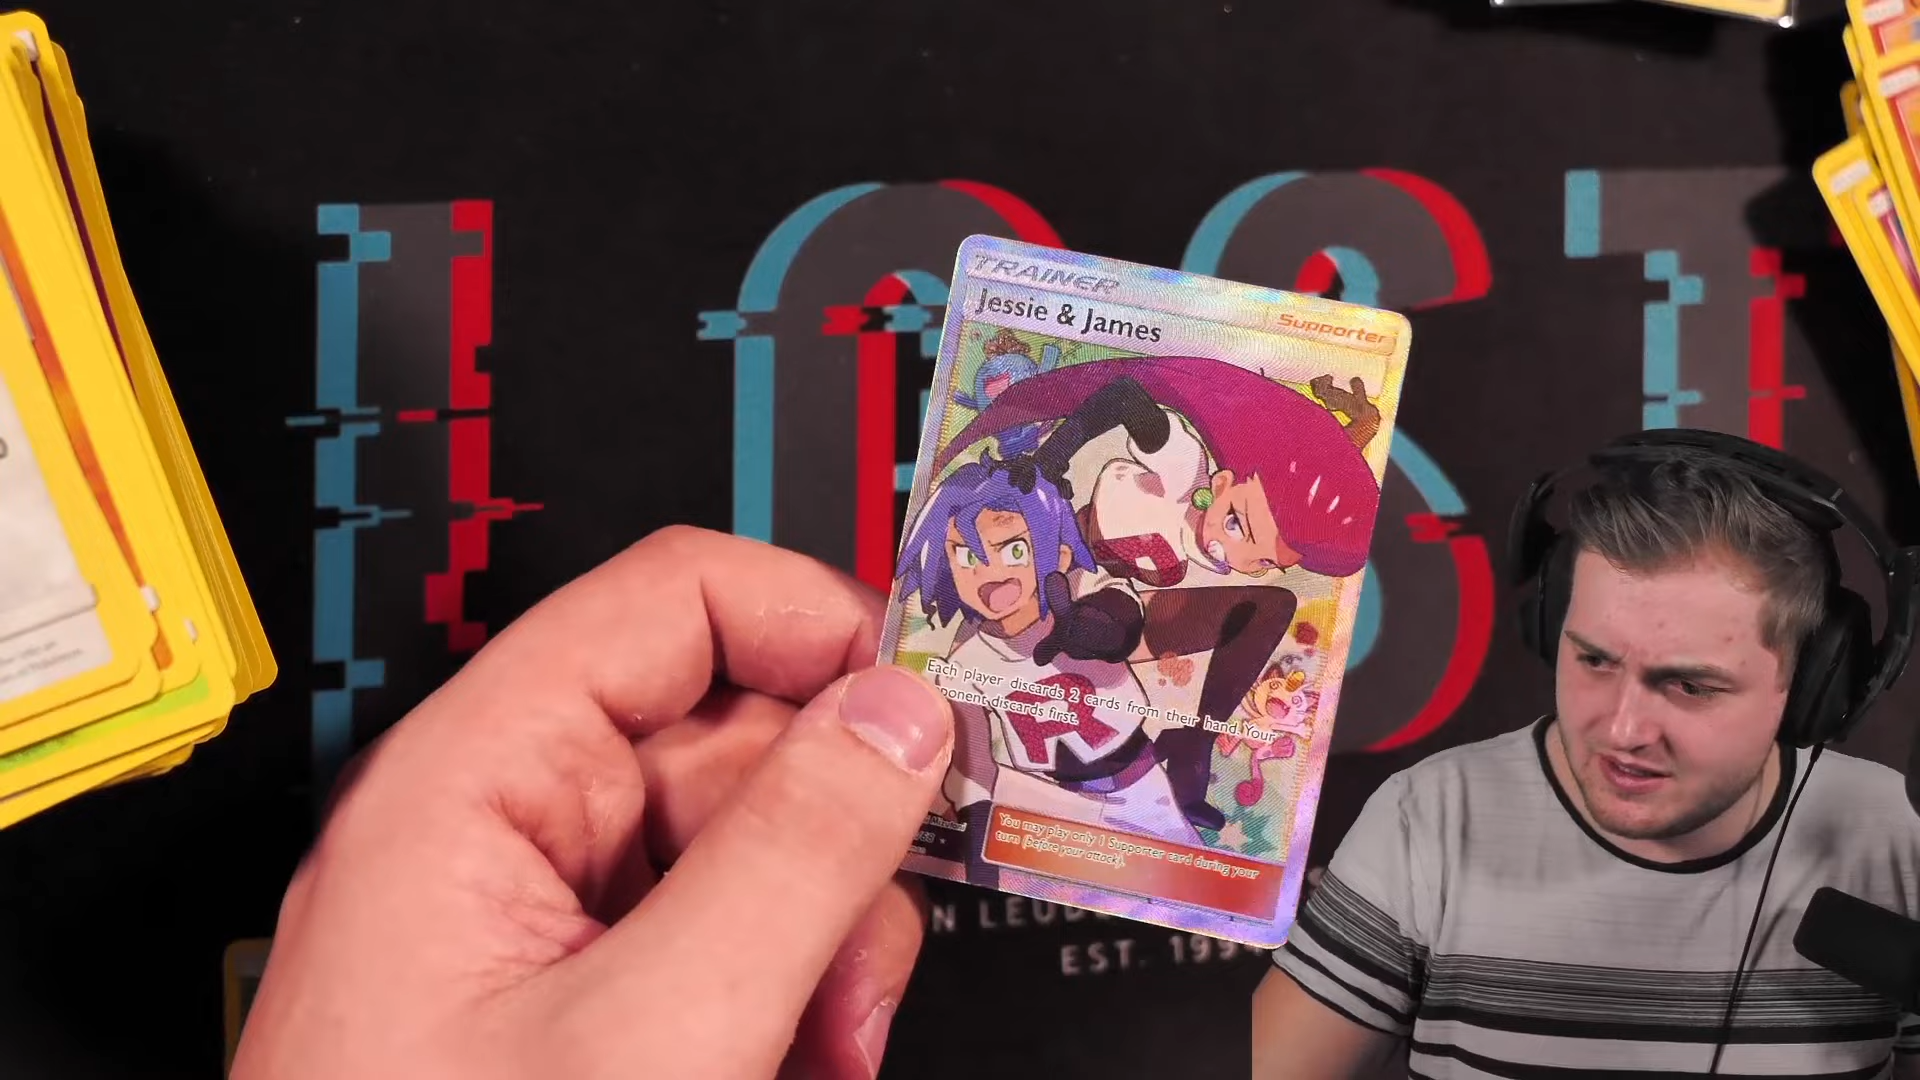 LOST
TRAINER
Jessie & James
Supporter
Each player discards 2 cards from their hand. Your
opponent discards first.
You may play only 1 Supporter card during your
turn (before your attack).
EST. 199